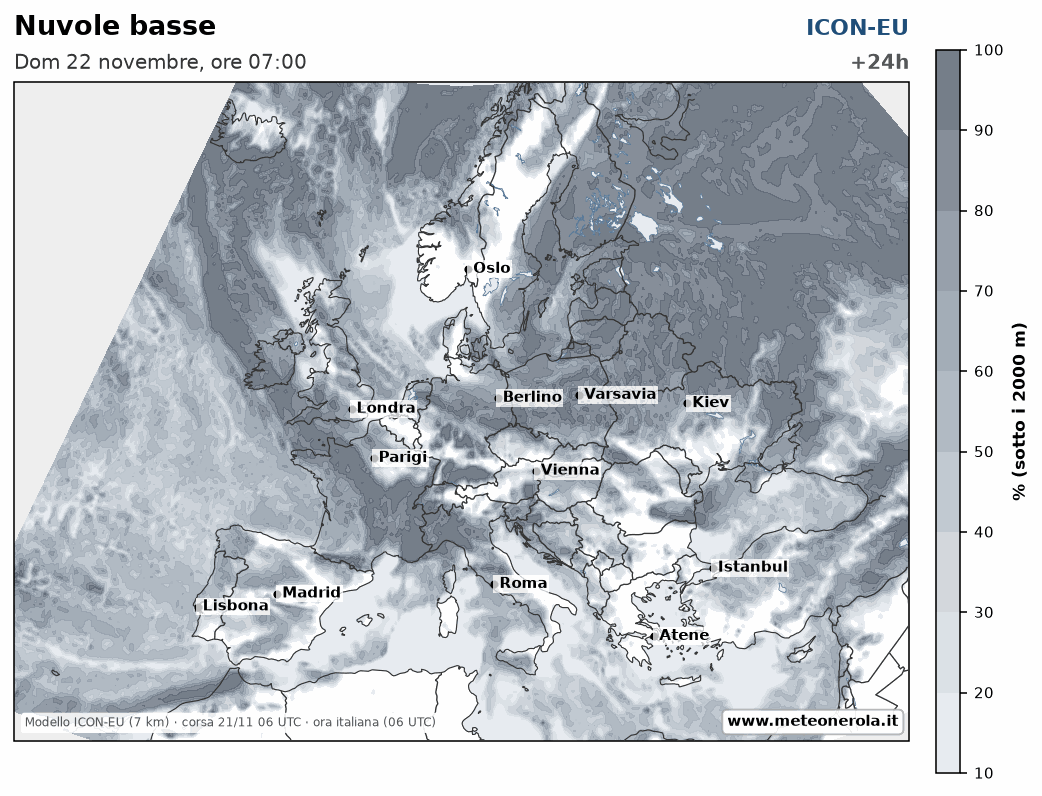 Nuvole basse
ICON-EU
Dom 22 novembre, ore 07:00
+24h
Oslo
Berlino
Varsavia
Kiev
Londra
Parigi
Vienna
Istanbul
Roma
Madrid
Lisbona
Atene
Modello ICON-EU (7 km) · corsa 21/11 06 UTC · ora italiana (06 UTC)
www.meteonerola.it
100
90
80
70
60
50
40
30
20
10
% (sotto i 2000 m)